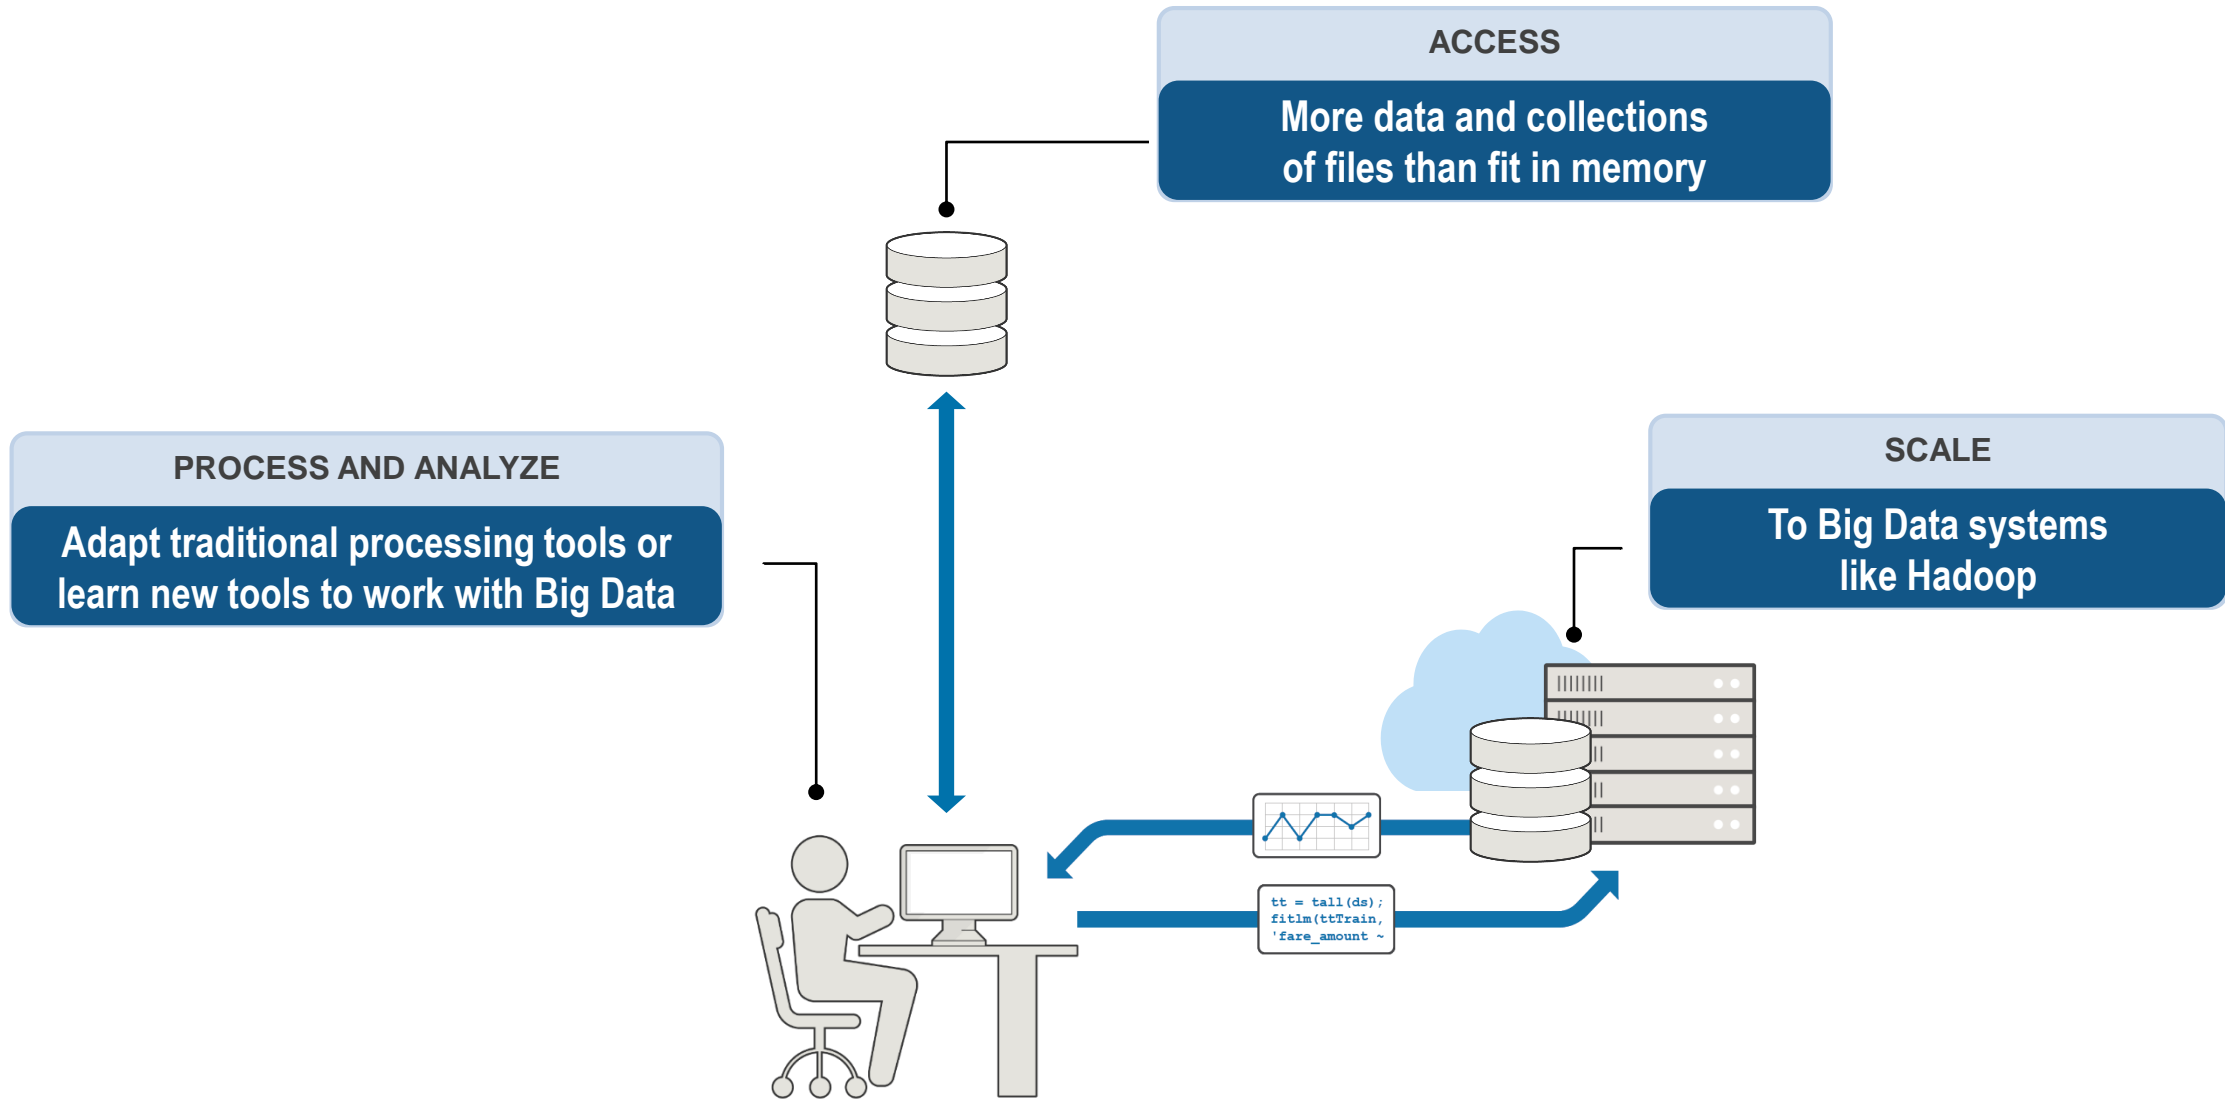 ACCESS
More data and collections
of files than fit in memory
PROCESS AND ANALYZE
Adapt traditional processing tools or
learn new tools to work with Big Data
SCALE
To Big Data systems
like Hadoop
tt = tall(ds);
fitlm(ttTrain,
'fare_amount ~